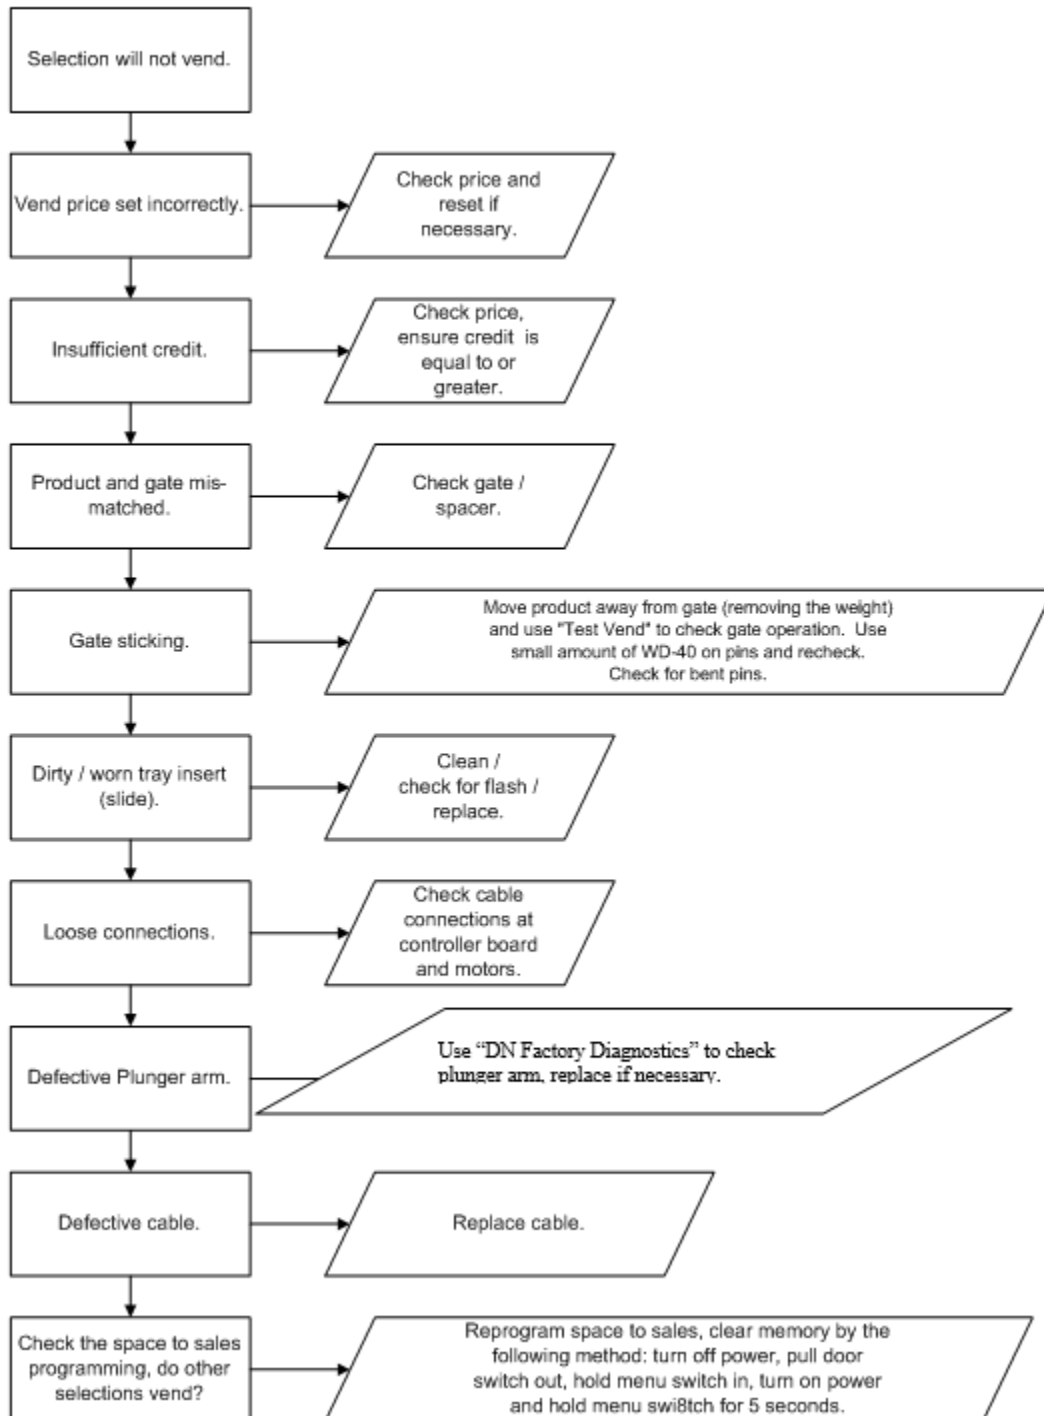 Selection will not vend.
Vend price set incorrectly.
Check price and
reset if
necessary.
Insufficient credit.
Check price,
ensure credit is
equal to or
greater.
Product and gate mis-
matched.
Check gate /
spacer.
Gate sticking.
Move product away from gate (removing the weight)
and use "Test Vend" to check gate operation. Use
small amount of WD-40 on pins and recheck.
Check for bent pins.
Dirty / worn tray insert
(slide).
Clean /
check for flash /
replace.
Loose connections.
Check cable
connections at
controller board
and motors.
Defective Plunger arm.
Use “DN Factory Diagnostics” to check
plunger arm, replace if necessary.
Defective cable.
Replace cable.
Check the space to sales
programming, do other
selections vend?
Reprogram space to sales, clear memory by the
following method: turn off power, pull door
switch out, hold menu switch in, turn on power
and hold menu swi8tch for 5 seconds.